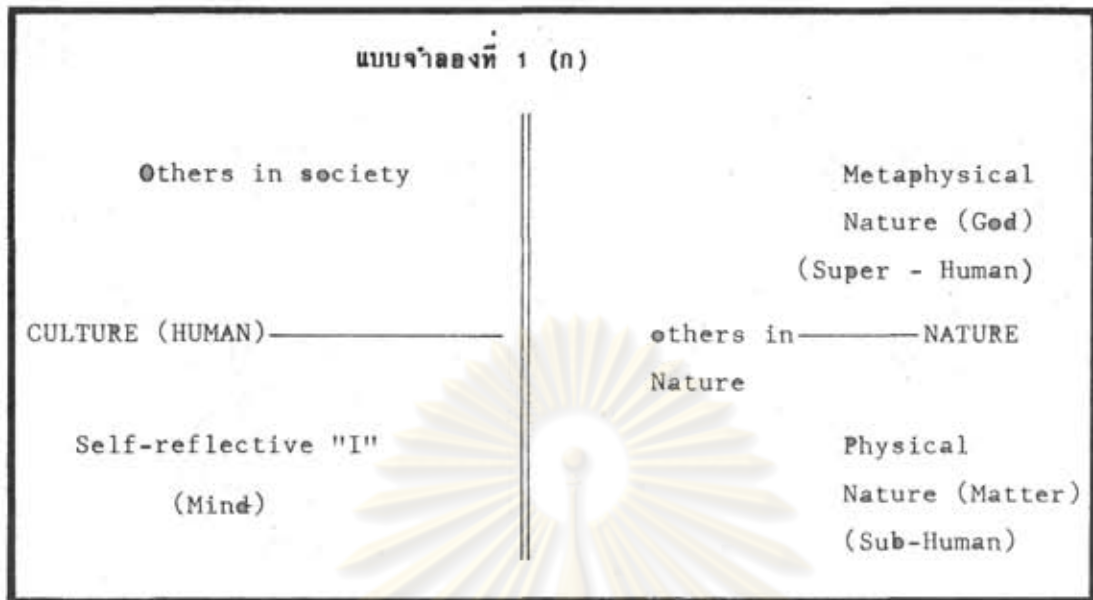 แบบจำลองที่ 1 (ก)
Others in society
Metaphysical
Nature (God)
(Super - Human)
CULTURE (HUMAN)
others in
NATURE
Nature
Self-reflective "I"
(Mind)
Physical
Nature (Matter)
(Sub-Human)